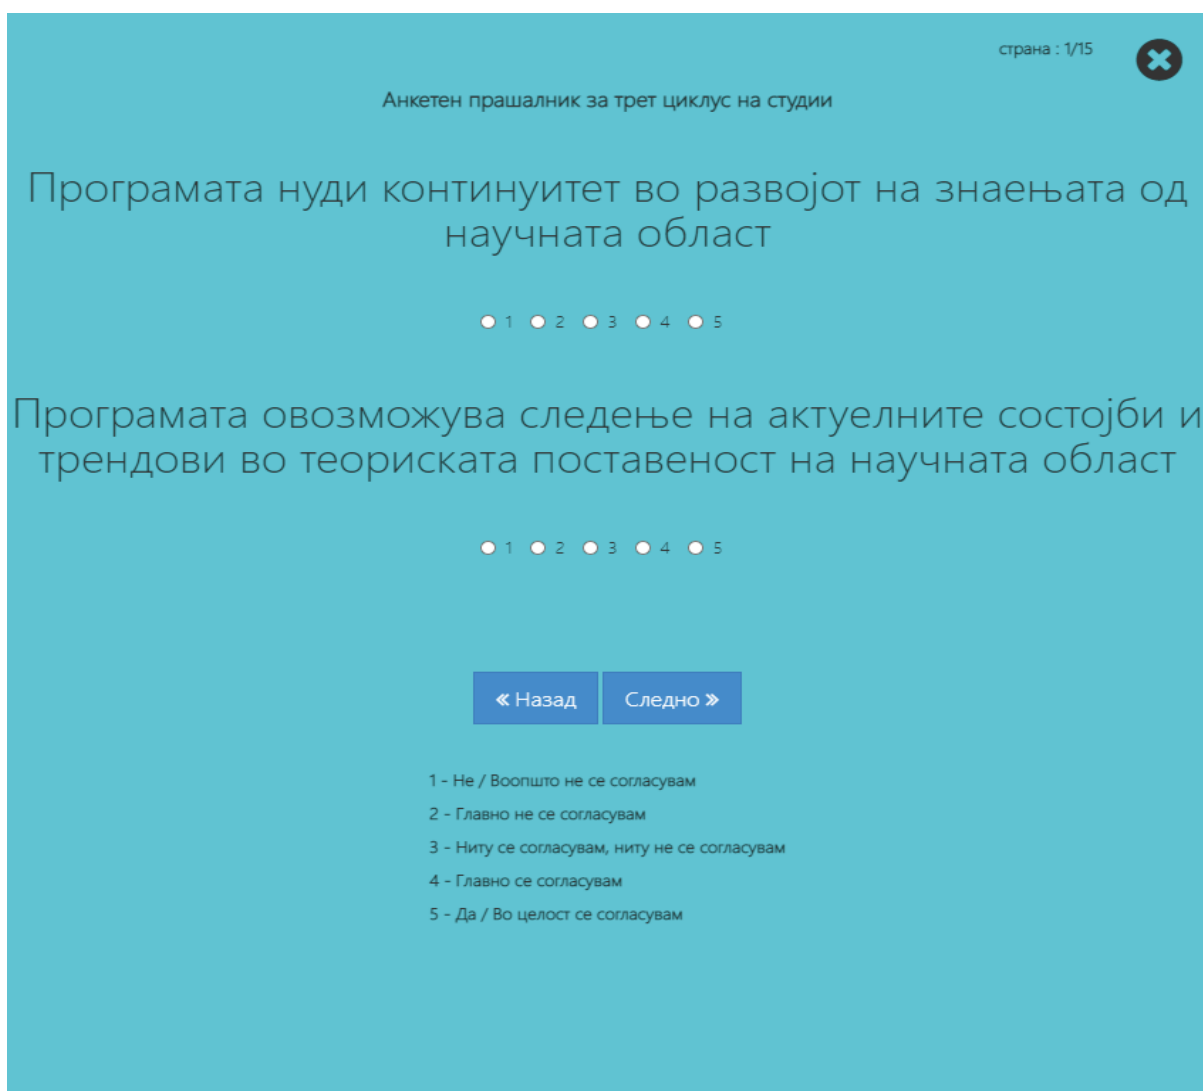 страна : 1/15
Анкетен прашалник за трет циклус на студии
Програмата нуди континуитет во развојот на знаењата од
научната област
1 2 3 4 5
Програмата овозможува следење на актуелните состојби и
трендови во теориската поставеност на научната област
1 2 3 4 5
« Назад Следно »
1 - Не / Воопшто не се согласувам
2 - Главно не се согласувам
3 - Ниту се согласувам, ниту не се согласувам
4 - Главно се согласувам
5 - Да / Во целост се согласувам